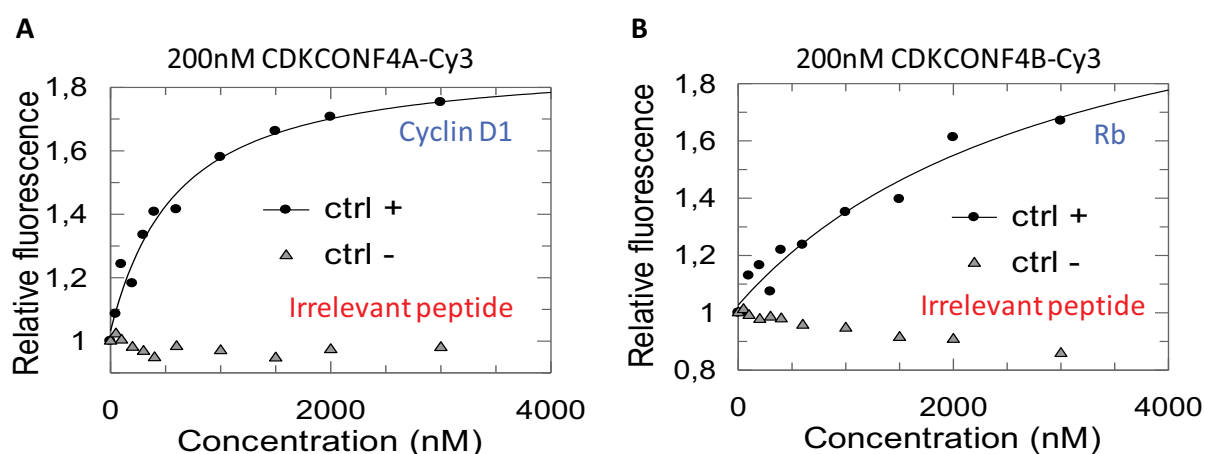 A
200nM CDKCONF4A-Cy3
Relative fluorescence
1,8
1,6
1,4
1,2
1
Cyclin D1
ctrl +
ctrl -
Irrelevant peptide
0
2000
4000
Concentration (nM)
B
200nM CDKCONF4B-Cy3
Relative fluorescence
1,8
1,6
1,4
1,2
1
0,8
Rb
ctrl +
ctrl -
Irrelevant peptide
0
2000
4000
Concentration (nM)